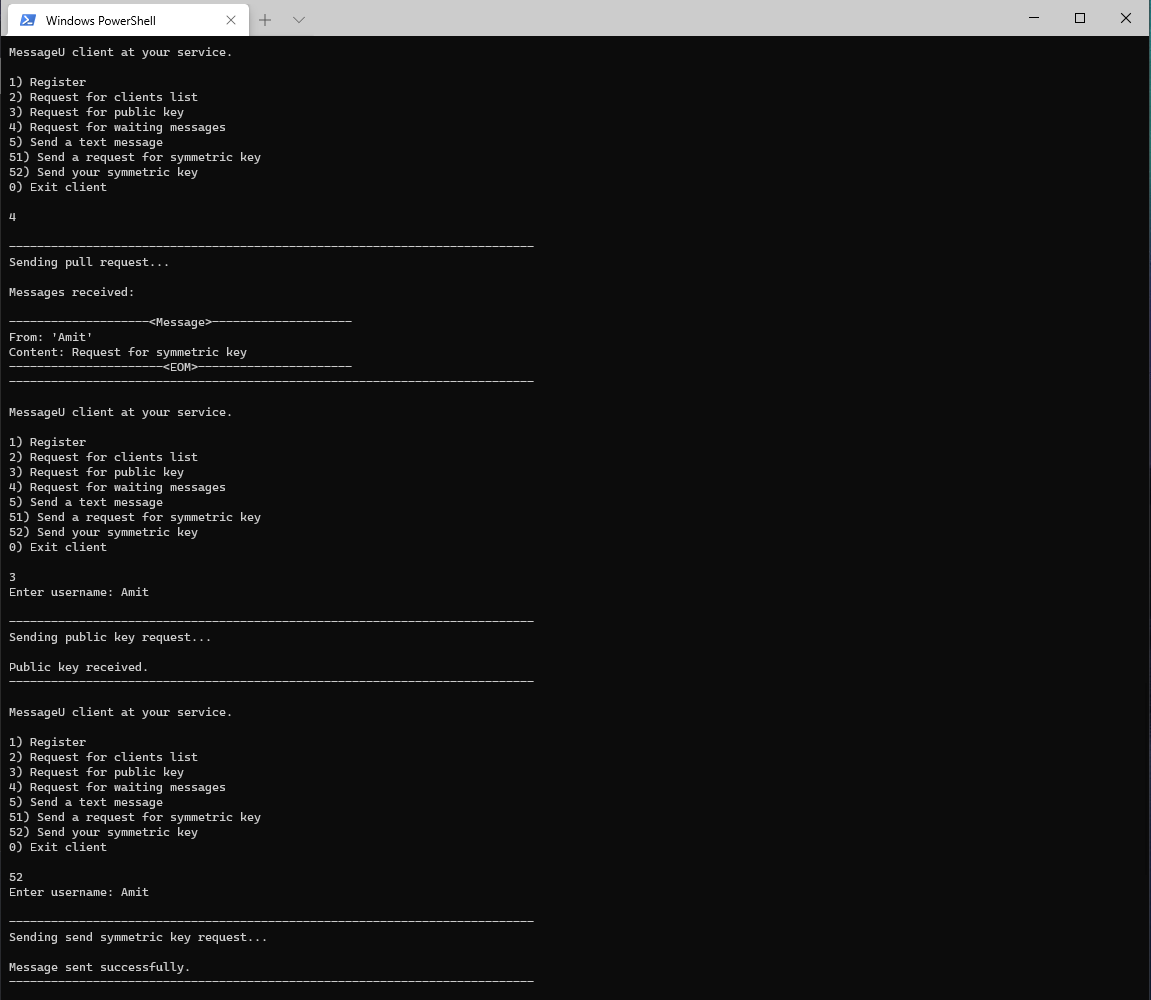 Windows PowerShell
MessageU client at your service.
1) Register
2) Request for clients list
3) Request for public key
4) Request for waiting messages
5) Send a text message
51) Send a request for symmetric key
52) Send your symmetric key
0) Exit client
4
---------------------------------------------------------------------------
Sending pull request...
Messages received:
--------------------<Message>--------------------
From: 'Amit'
Content: Request for symmetric key
----------------------<EOM>----------------------
---------------------------------------------------------------------------
MessageU client at your service.
1) Register
2) Request for clients list
3) Request for public key
4) Request for waiting messages
5) Send a text message
51) Send a request for symmetric key
52) Send your symmetric key
0) Exit client
3
Enter username: Amit
---------------------------------------------------------------------------
Sending public key request...
Public key received.
---------------------------------------------------------------------------
MessageU client at your service.
1) Register
2) Request for clients list
3) Request for public key
4) Request for waiting messages
5) Send a text message
51) Send a request for symmetric key
52) Send your symmetric key
0) Exit client
52
Enter username: Amit
---------------------------------------------------------------------------
Sending send symmetric key request...
Message sent successfully.
---------------------------------------------------------------------------